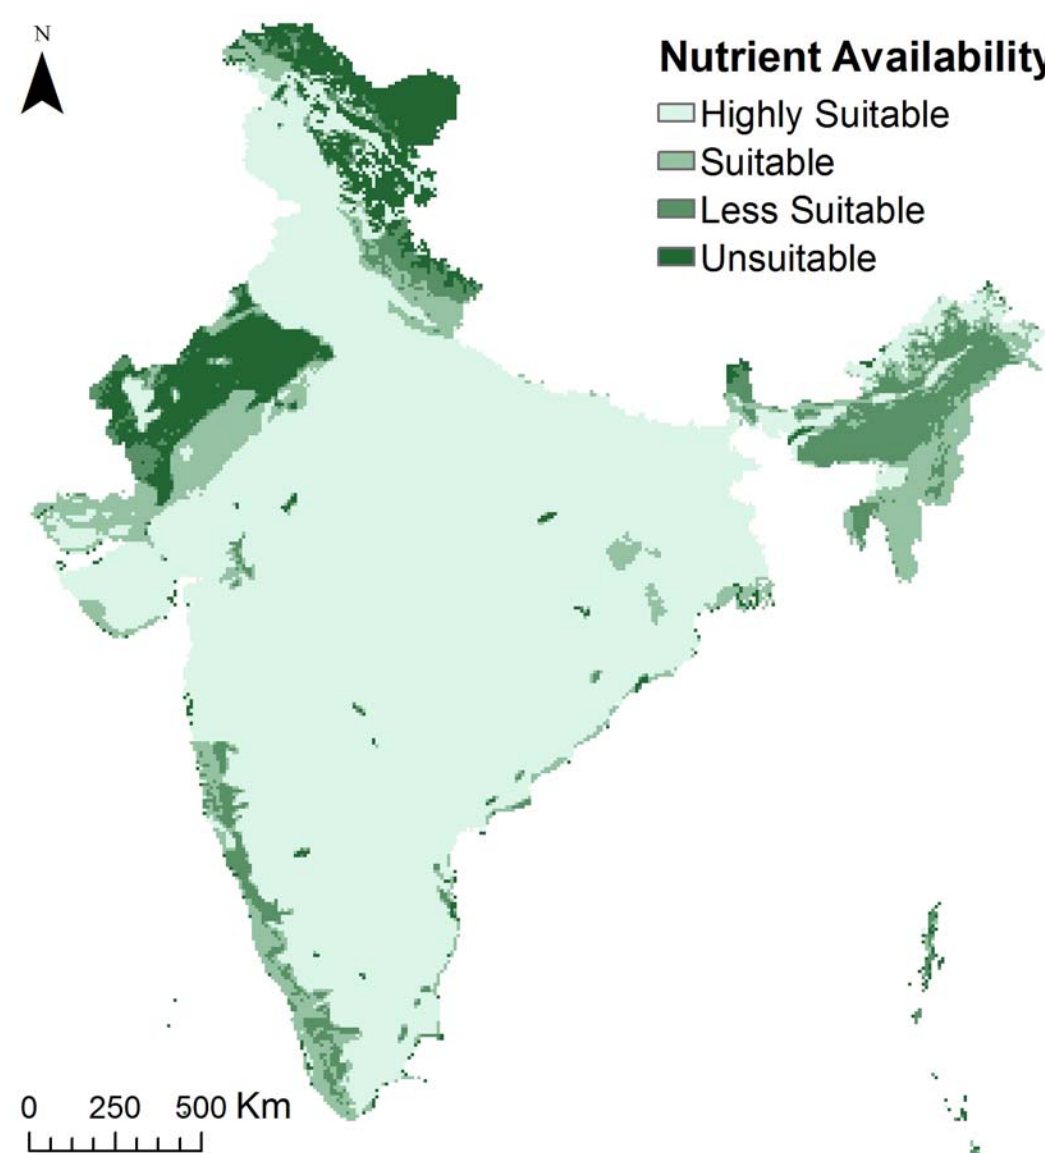 N
Nutrient Availability
Highly Suitable
Suitable
Less Suitable
Unsuitable
0 250 500 Km